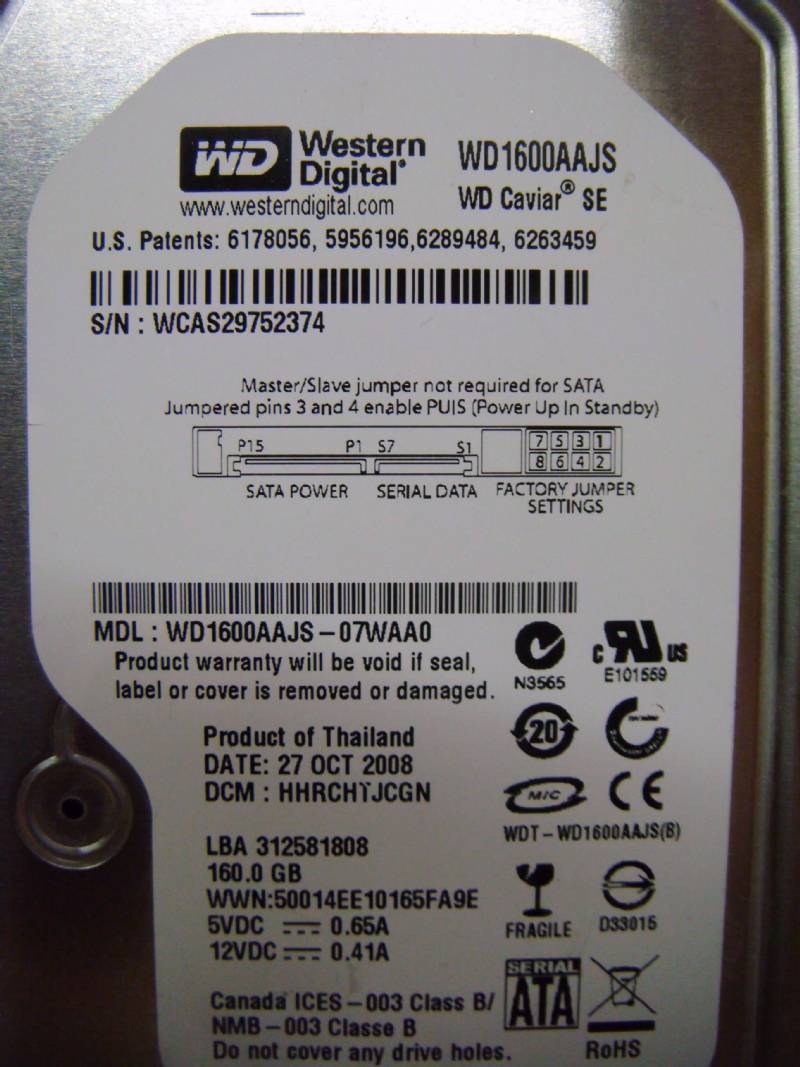 WD Western Digital®
WD1600AAJS
www.westerndigital.com
WD Caviar® SE
U.S. Patents: 6178056, 5956196,6289484, 6263459
S/N : WCAS29752374
Master/Slave jumper not required for SATA
Jumpered pins 3 and 4 enable PUIS (Power Up In Standby)
P15 P1 S7 S1 7 5 3 1
8 6 4 2
SATA POWER SERIAL DATA FACTORY JUMPER
SETTINGS
MDL : WD1600AAJS – 07WAA0
Product warranty will be void if seal,
label or cover is removed or damaged.
N3565
C RU US
E101559
Product of Thailand
DATE: 27 OCT 2008
DCM : HHRCHTJCGN
20
MIC
CE
WDT – WD1600AAJS(B)
LBA 312581808
160.0 GB
WWN:50014EE10165FA9E
5VDC 0.65A
12VDC 0.41A
FRAGILE
D33015
Canada ICES – 003 Class B/
NMB – 003 Classe B
Do not cover any drive holes.
SERIAL
ATA
RoHS